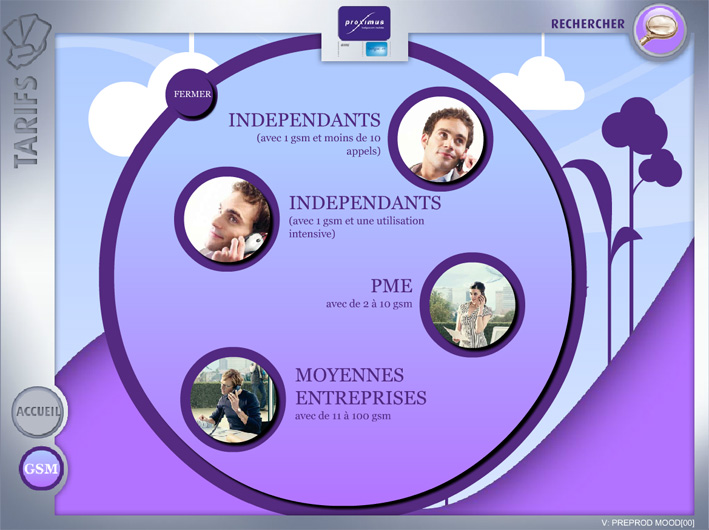 TARIFS
proximus
RECHERCHER
FERMER
INDEPENDANTS
(avec 1 gsm et moins de 10
appels)
INDEPENDANTS
(avec 1 gsm et une utilisation
intensive)
PME
avec de 2 à 10 gsm
MOYENNES
ENTREPRISES
avec de 11 à 100 gsm
ACCUEIL
GSM
V: PREPROD MOOD[00]